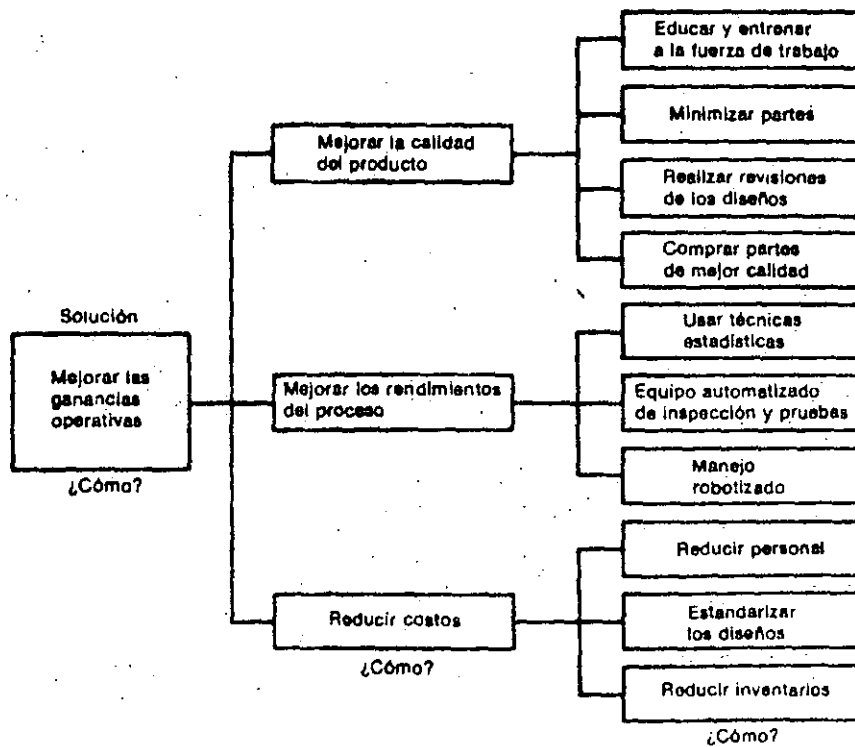 Solución
Mejorar las
ganancias
operativas
¿Cómo?
Mejorar la calidad
del producto
Educar y entrenar
a la fuerza de trabajo
Minimizar partes
Realizar revisiones
de los diseños
Comprar partes
de mejor calidad
Mejorar los rendimientos
del proceso
Usar técnicas
estadísticas
Equipo automatizado
de inspección y pruebas
Manejo
robotizado
Reducir costos
¿Cómo?
Reducir personal
Estandarizar
los diseños
Reducir inventarios
¿Cómo?